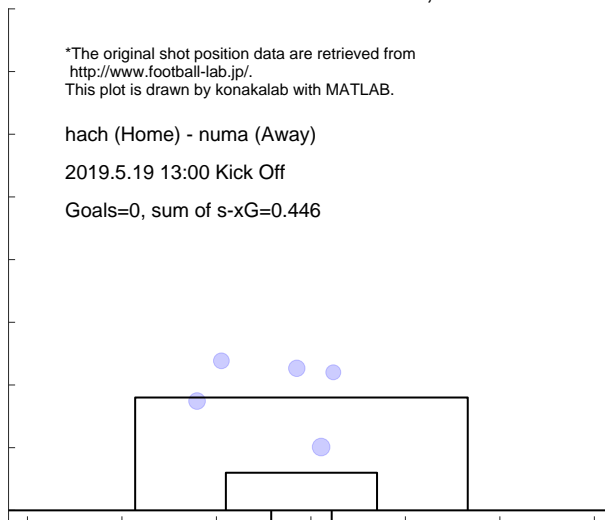 *The original shot position data are retrieved from
http://www.football-lab.jp/.
This plot is drawn by konakalab with MATLAB.
hach (Home) - numa (Away)
2019.5.19 13:00 Kick Off
Goals=0, sum of s-xG=0.446